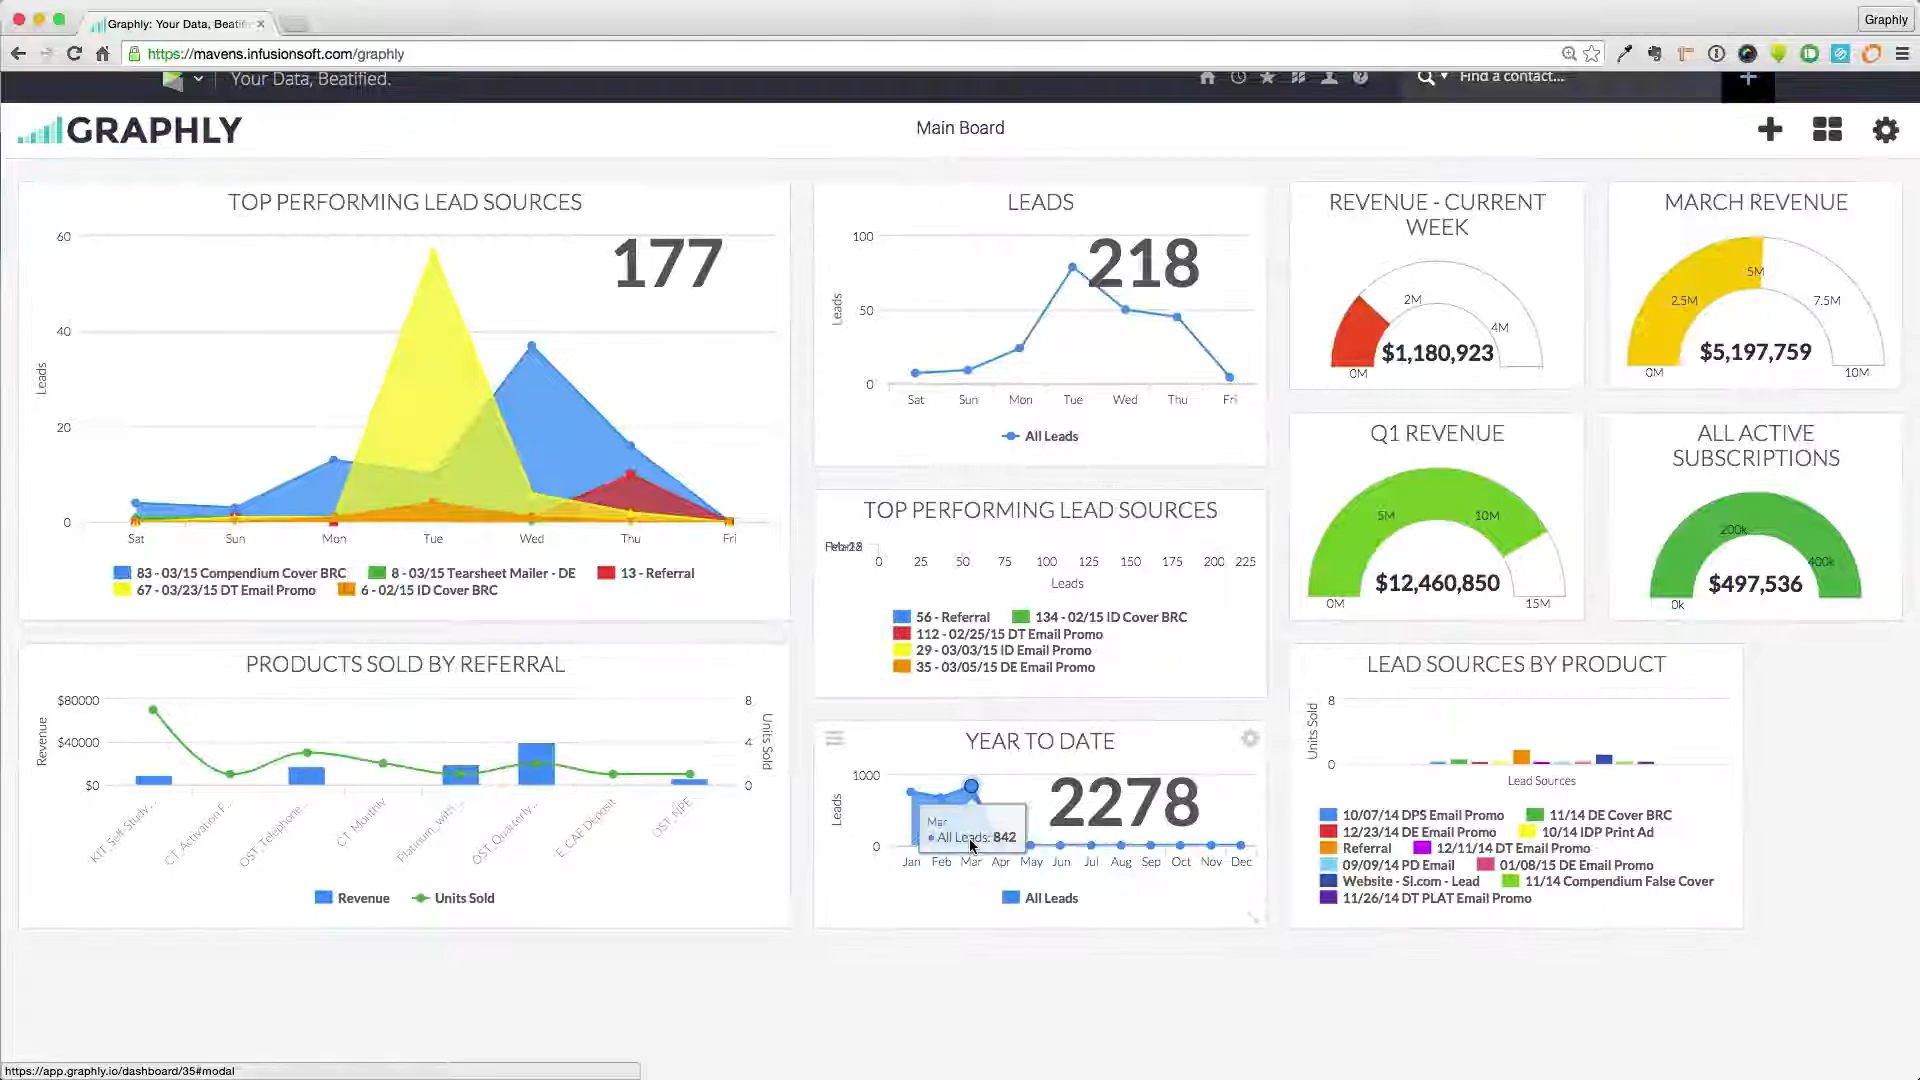 Graphly: Your Data, Beatifi
Graphly
https://mavens.infusionsoft.com/graphly
Your Data, Beatified.
Find a contact...
GRAPHLY
Main Board
TOP PERFORMING LEAD SOURCES
177
60
40
20
0
Leads
Sat Sun Mon Tue Wed Thu Fri
83 - 03/15 Compendium Cover BRC 8 - 03/15 Tearsheet Mailer - DE 13 - Referral
67 - 03/23/15 DT Email Promo 6 - 02/15 ID Cover BRC
LEADS
218
100
50
0
Leads
Sat Sun Mon Tue Wed Thu Fri
All Leads
REVENUE - CURRENT
WEEK
2M
4M
$1,180,923
0M
MARCH REVENUE
5M
2.5M 7.5M
$5,197,759
0M 10M
TOP PERFORMING LEAD SOURCES
0 25 50 75 100 125 150 175 200 225
Leads
56 - Referral 134 - 02/15 ID Cover BRC
112 - 02/25/15 DT Email Promo
29 - 03/03/15 ID Email Promo
35 - 03/05/15 DE Email Promo
Q1 REVENUE
5M 10M
$12,460,850
0M 15M
ALL ACTIVE
SUBSCRIPTIONS
200k
400k
$497,536
0k
PRODUCTS SOLD BY REFERRAL
$80000
$40000
$0
Revenue
8
4
0
Units Sold
KIT_Self-Study... CT_Activation F... OST_Telephone... CT_Monthly Platinum_with... OST_Quarterly... E_CAE Deposit OST_NPE
Revenue Units Sold
YEAR TO DATE
2278
1000
0
Leads
Mar
All Leads: 842
Jan Feb Mar Apr May Jun Jul Aug Sep Oct Nov Dec
All Leads
LEAD SOURCES BY PRODUCT
8
0
Units Sold
Lead Sources
10/07/14 DPS Email Promo 11/14 DE Cover BRC
12/23/14 DE Email Promo 10/14 IDP Print Ad
Referral 12/11/14 DT Email Promo
09/09/14 PD Email 01/08/15 DE Email Promo
Website - SI.com - Lead 11/14 Compendium False Cover
11/26/14 DT PLAT Email Promo
https://app.graphly.io/dashboard/35#modal